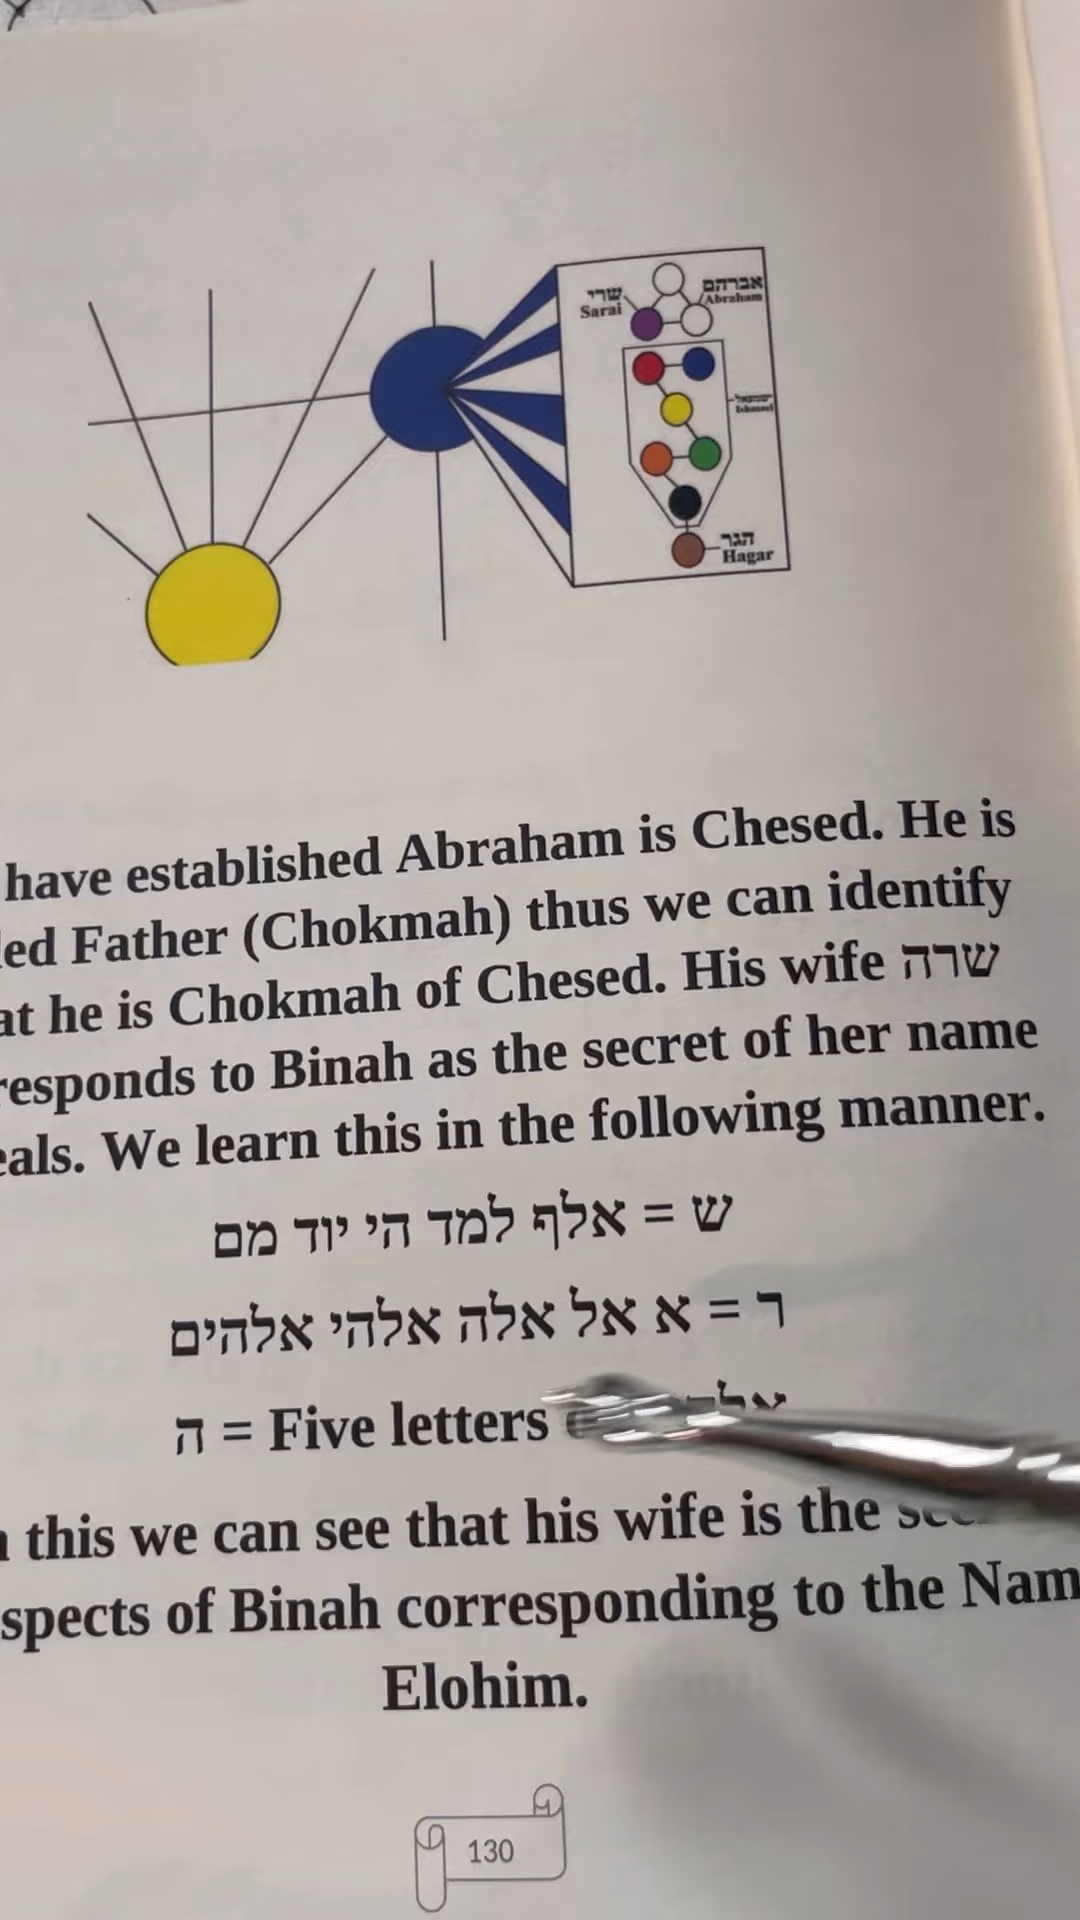 שרי
Sarai
אברהם
Abraham
ישמעאל
Ishmael
הגר
Hagar
have established Abraham is Chesed. He is
led Father (Chokmah) thus we can identify
at he is Chokmah of Chesed. His wife שרה
responds to Binah as the secret of her name
eals. We learn this in the following manner.
ש = אלף למד הי יוד מם
ר = א אל אלה אלהי אלהים
ה = Five letters
this we can see that his wife is the
spects of Binah corresponding to the Nam
Elohim.
130